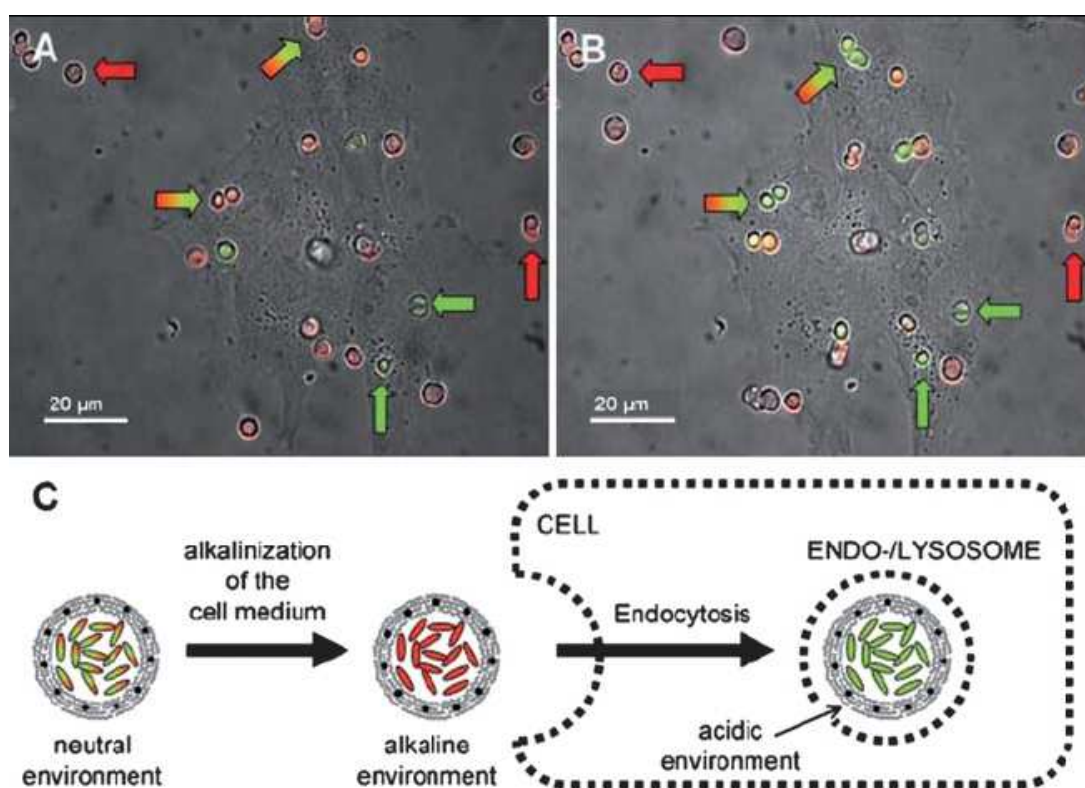 A
B
20 µm
20 µm
C
alkalinization
of the
cell medium
neutral
environment
alkaline
environment
CELL
Endocytosis
ENDO-/LYSOSOME
acidic
environment